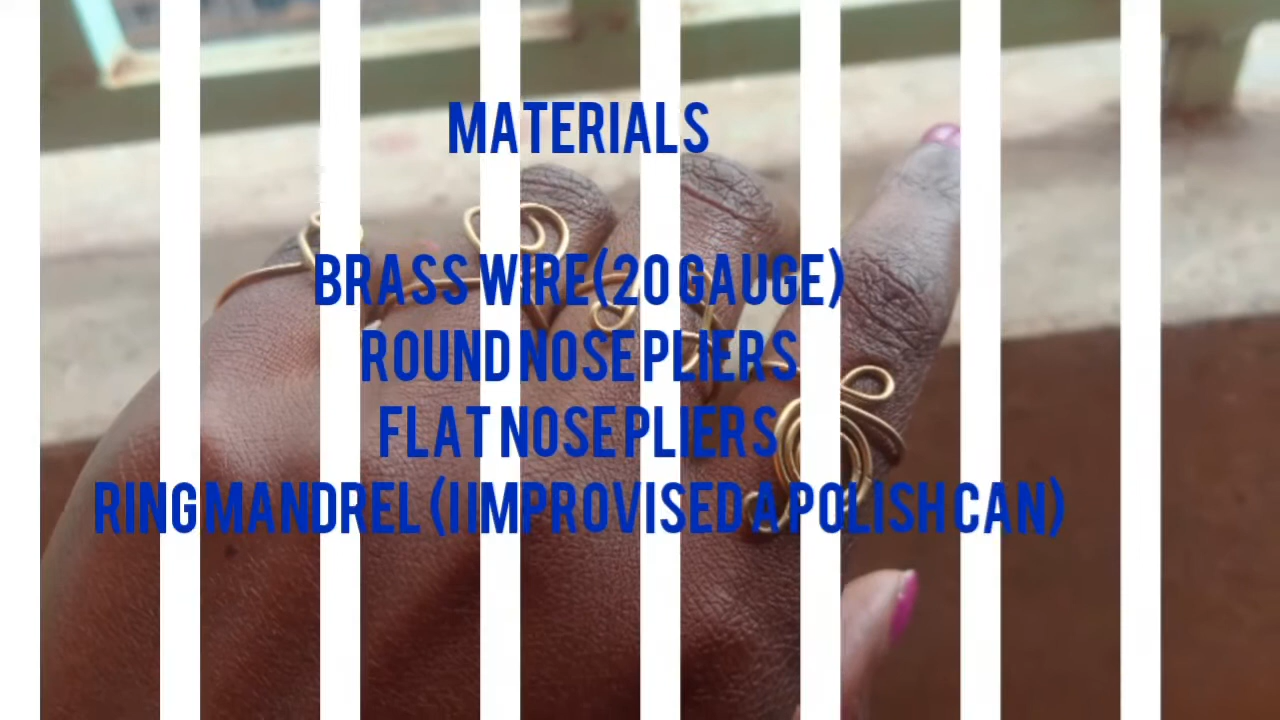 MATERIALS
BRASS WIRE(20 GAUGE)
ROUND NOSE PLIERS
FLAT NOSE PLIERS
RING MANDREL (I IMPROVISED A POLISH CAN)